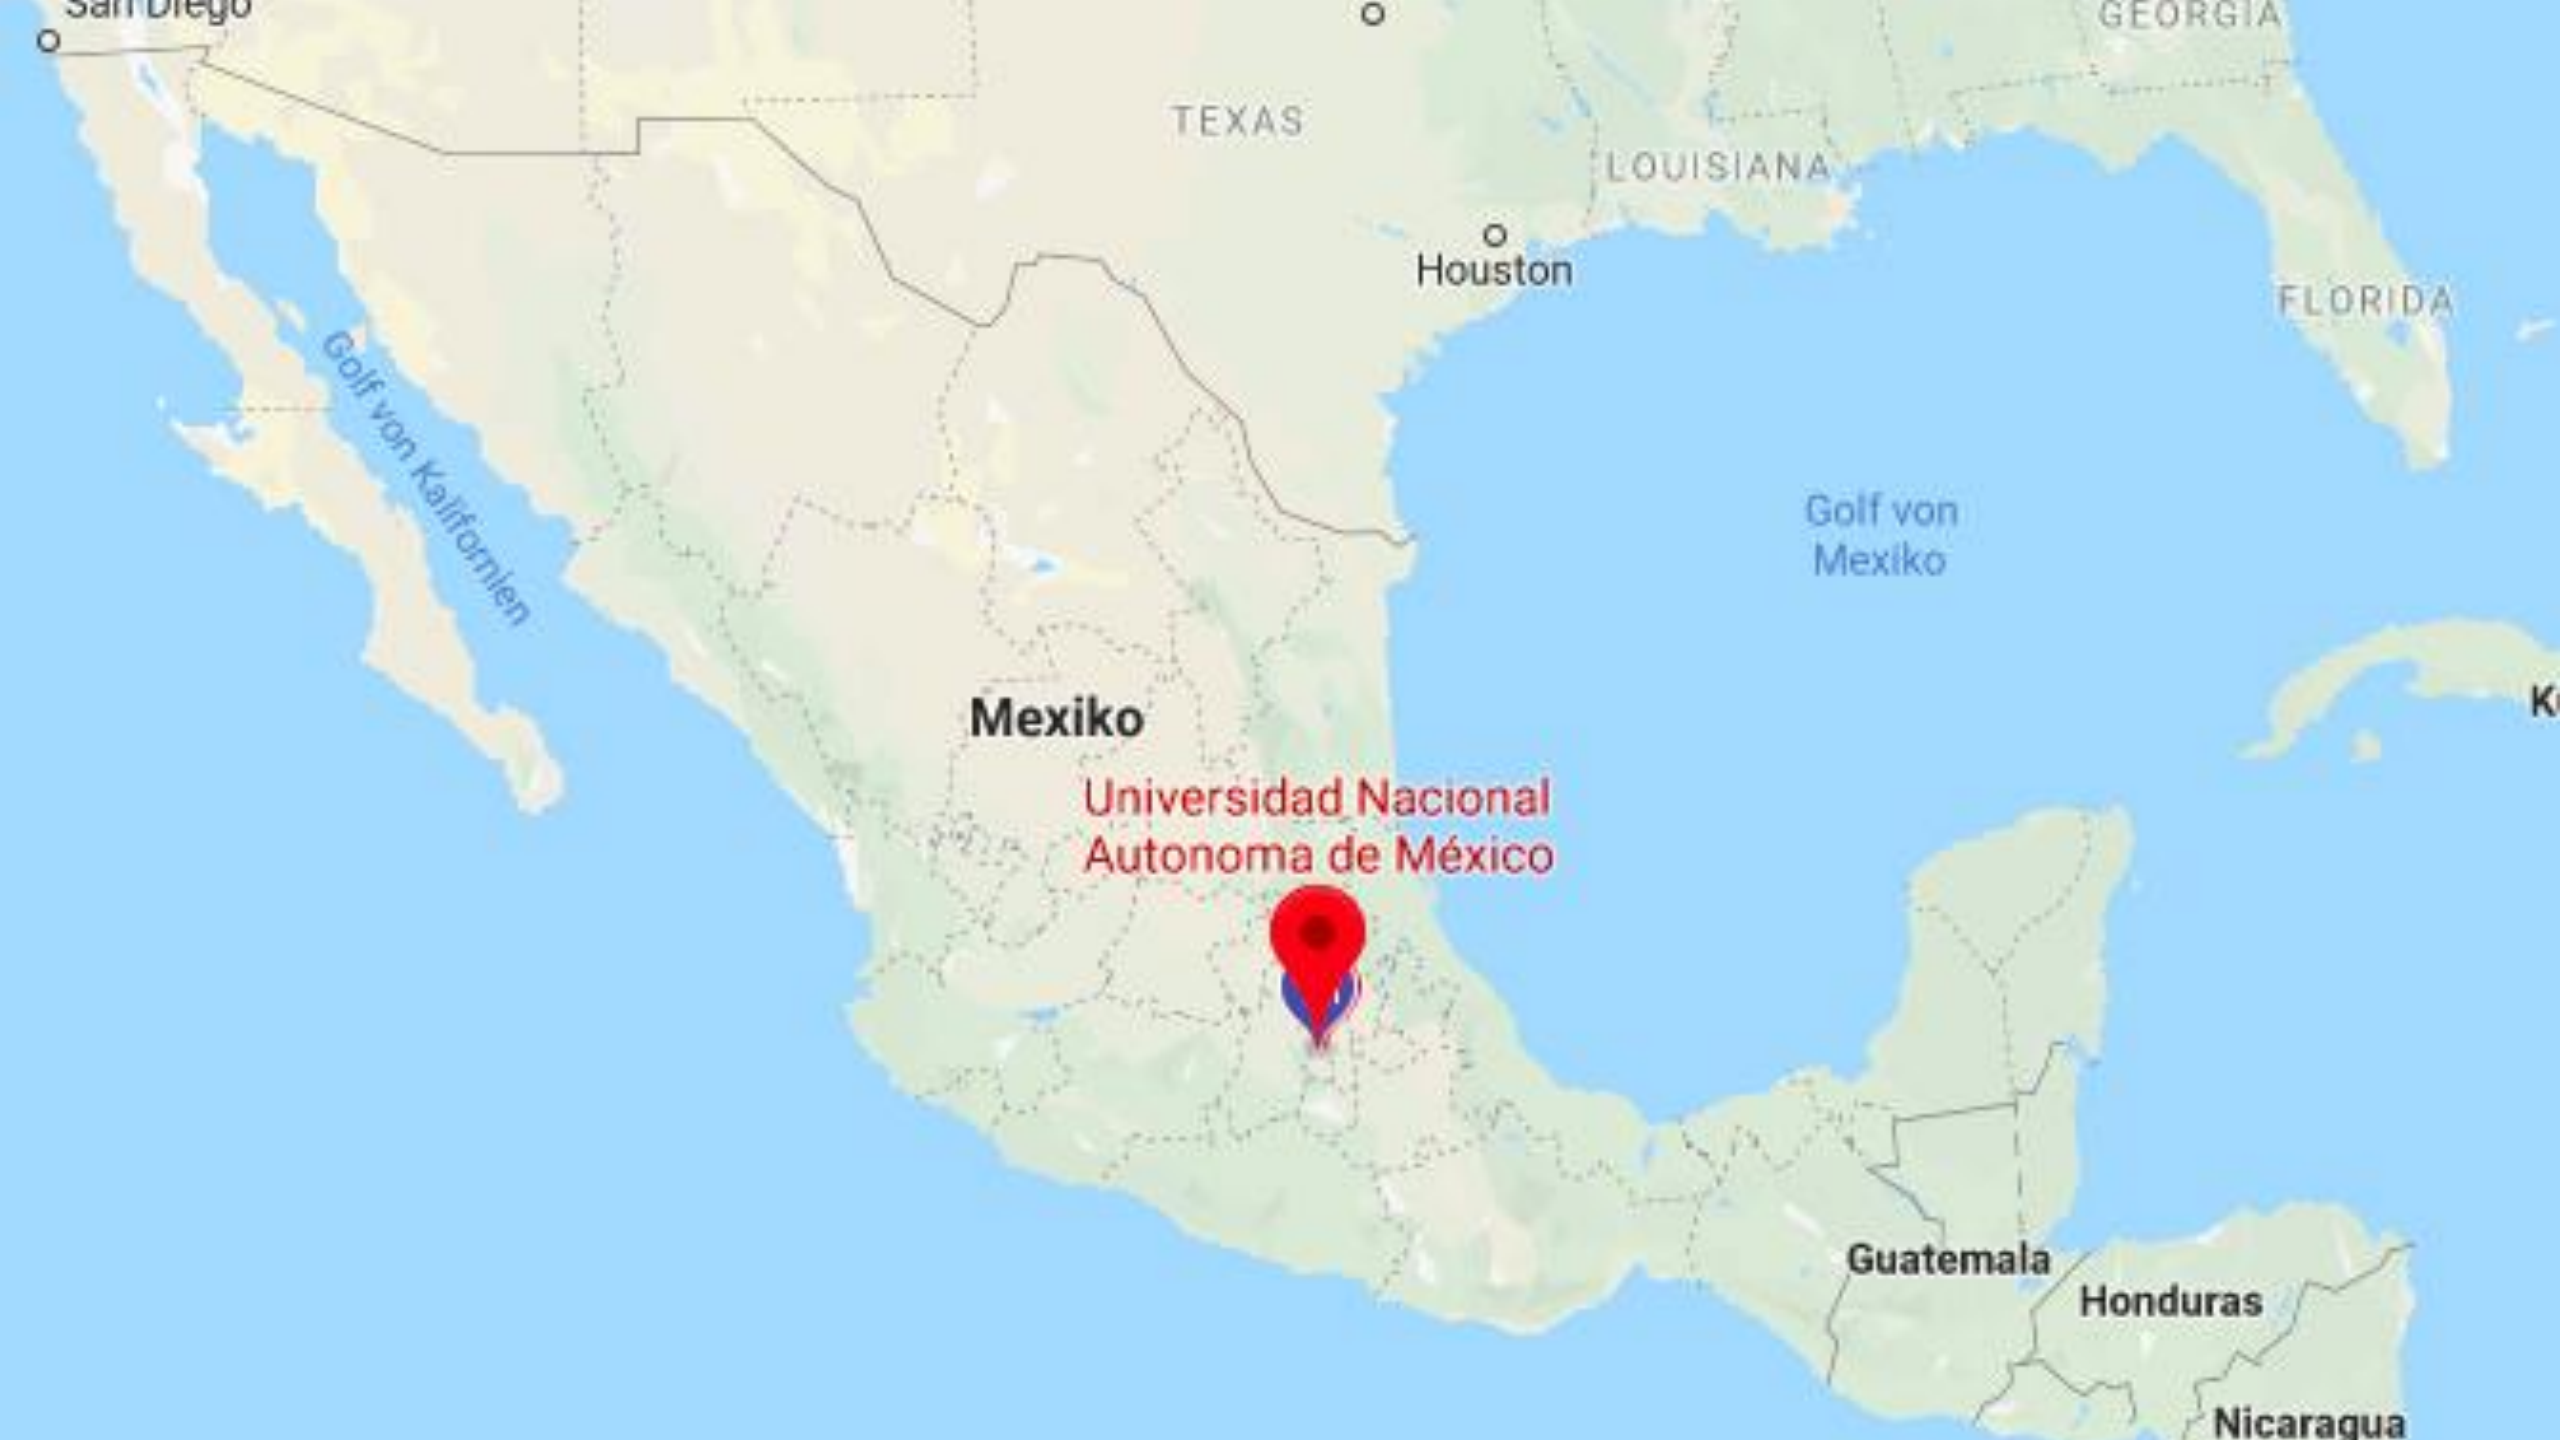 San Diego
GEORGIA
TEXAS
LOUISIANA
Houston
FLORIDA
Golf von Kalifornien
Golf von
Mexiko
Mexiko
Universidad Nacional
Autonoma de México
Guatemala
Honduras
Nicaragua